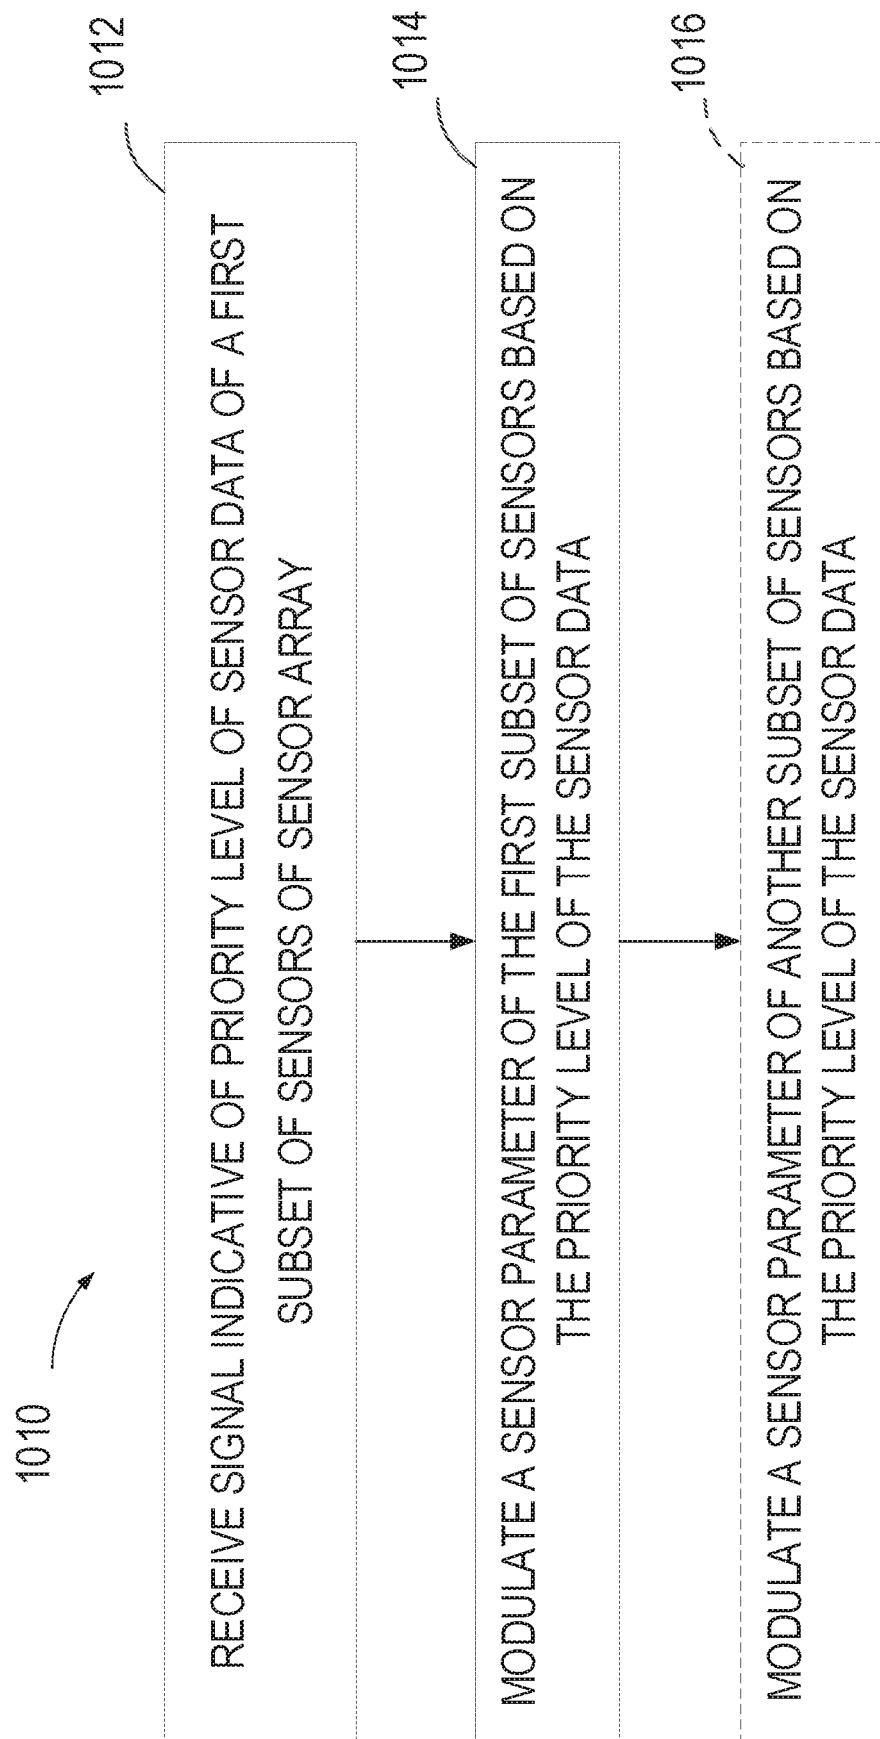 1010
1012
RECEIVE SIGNAL INDICATIVE OF PRIORITY LEVEL OF SENSOR DATA OF A FIRST
SUBSET OF SENSORS OF SENSOR ARRAY
1014
MODULATE A SENSOR PARAMETER OF THE FIRST SUBSET OF SENSORS BASED ON
THE PRIORITY LEVEL OF THE SENSOR DATA
1016
MODULATE A SENSOR PARAMETER OF ANOTHER SUBSET OF SENSORS BASED ON
THE PRIORITY LEVEL OF THE SENSOR DATA